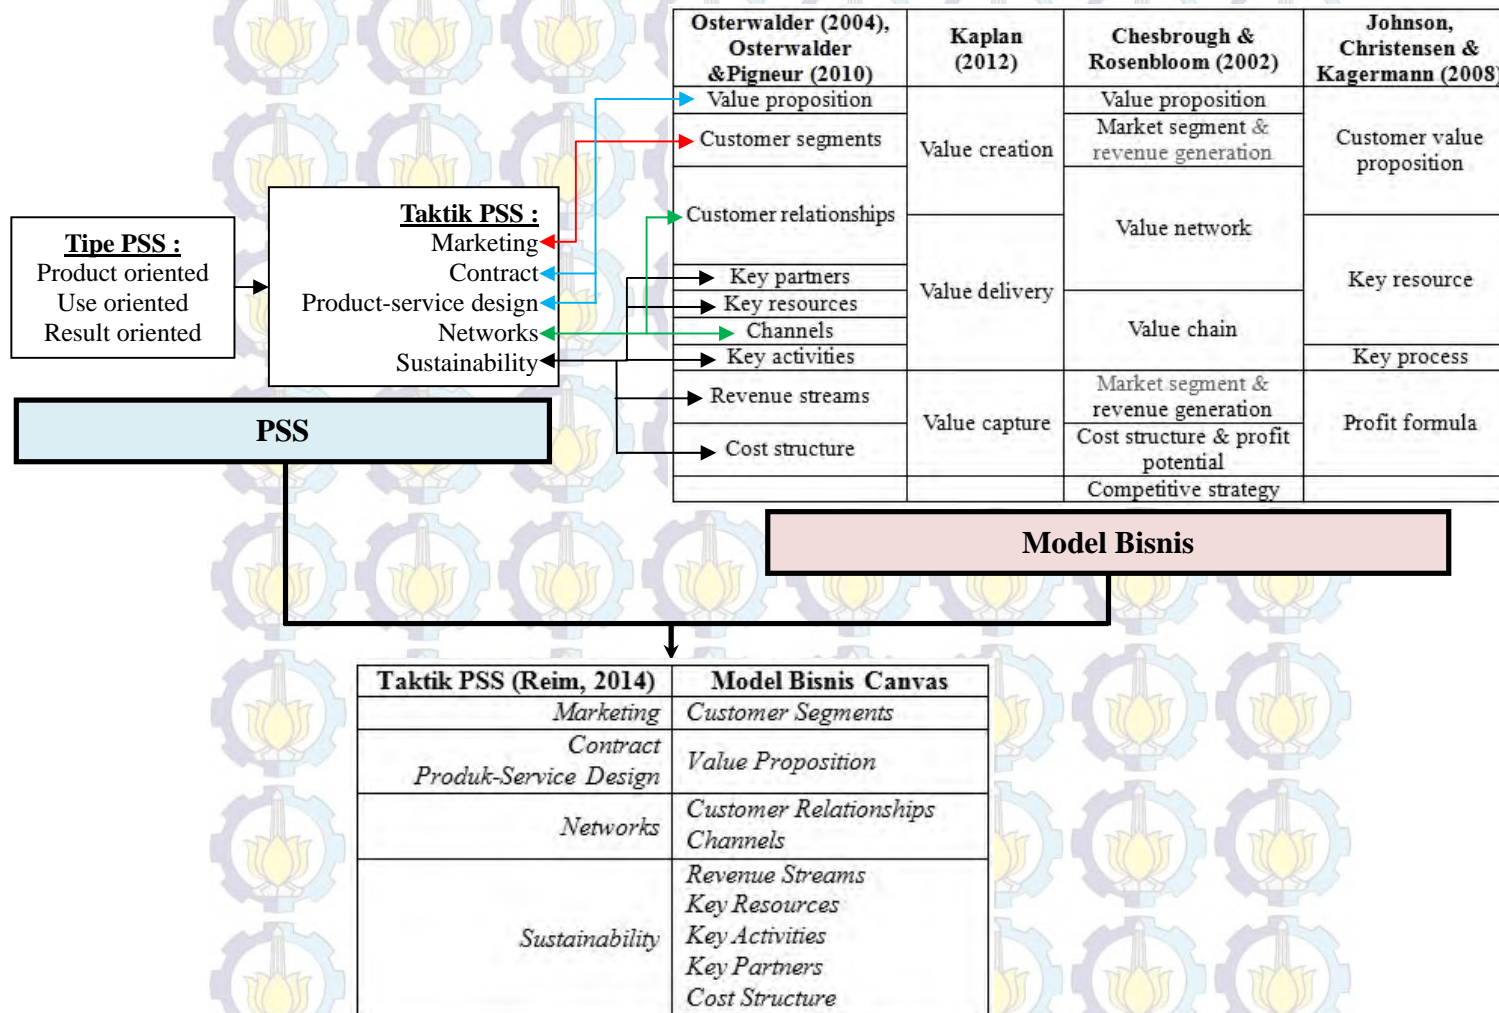 Osterwalder (2004),
Osterwalder
&Pigneur (2010)
Kaplan
(2012)
Chesbrough &
Rosenbloom (2002)
Johnson,
Christensen &
Kagermann (2008)
Value proposition
Customer segments
Customer relationships
Key partners
Key resources
Channels
Key activities
Revenue streams
Cost structure
Value creation
Value delivery
Value capture
Value proposition
Market segment &
revenue generation
Value network
Value chain
Market segment &
revenue generation
Cost structure & profit
potential
Competitive strategy
Customer value
proposition
Key resource
Key process
Profit formula
Tipe PSS :
Product oriented
Use oriented
Result oriented
Taktik PSS :
Marketing
Contract
Product-service design
Networks
Sustainability
PSS
Model Bisnis
Taktik PSS (Reim, 2014)
Model Bisnis Canvas
Marketing
Customer Segments
Contract
Produk-Service Design
Value Proposition
Networks
Customer Relationships
Channels
Sustainability
Revenue Streams
Key Resources
Key Activities
Key Partners
Cost Structure